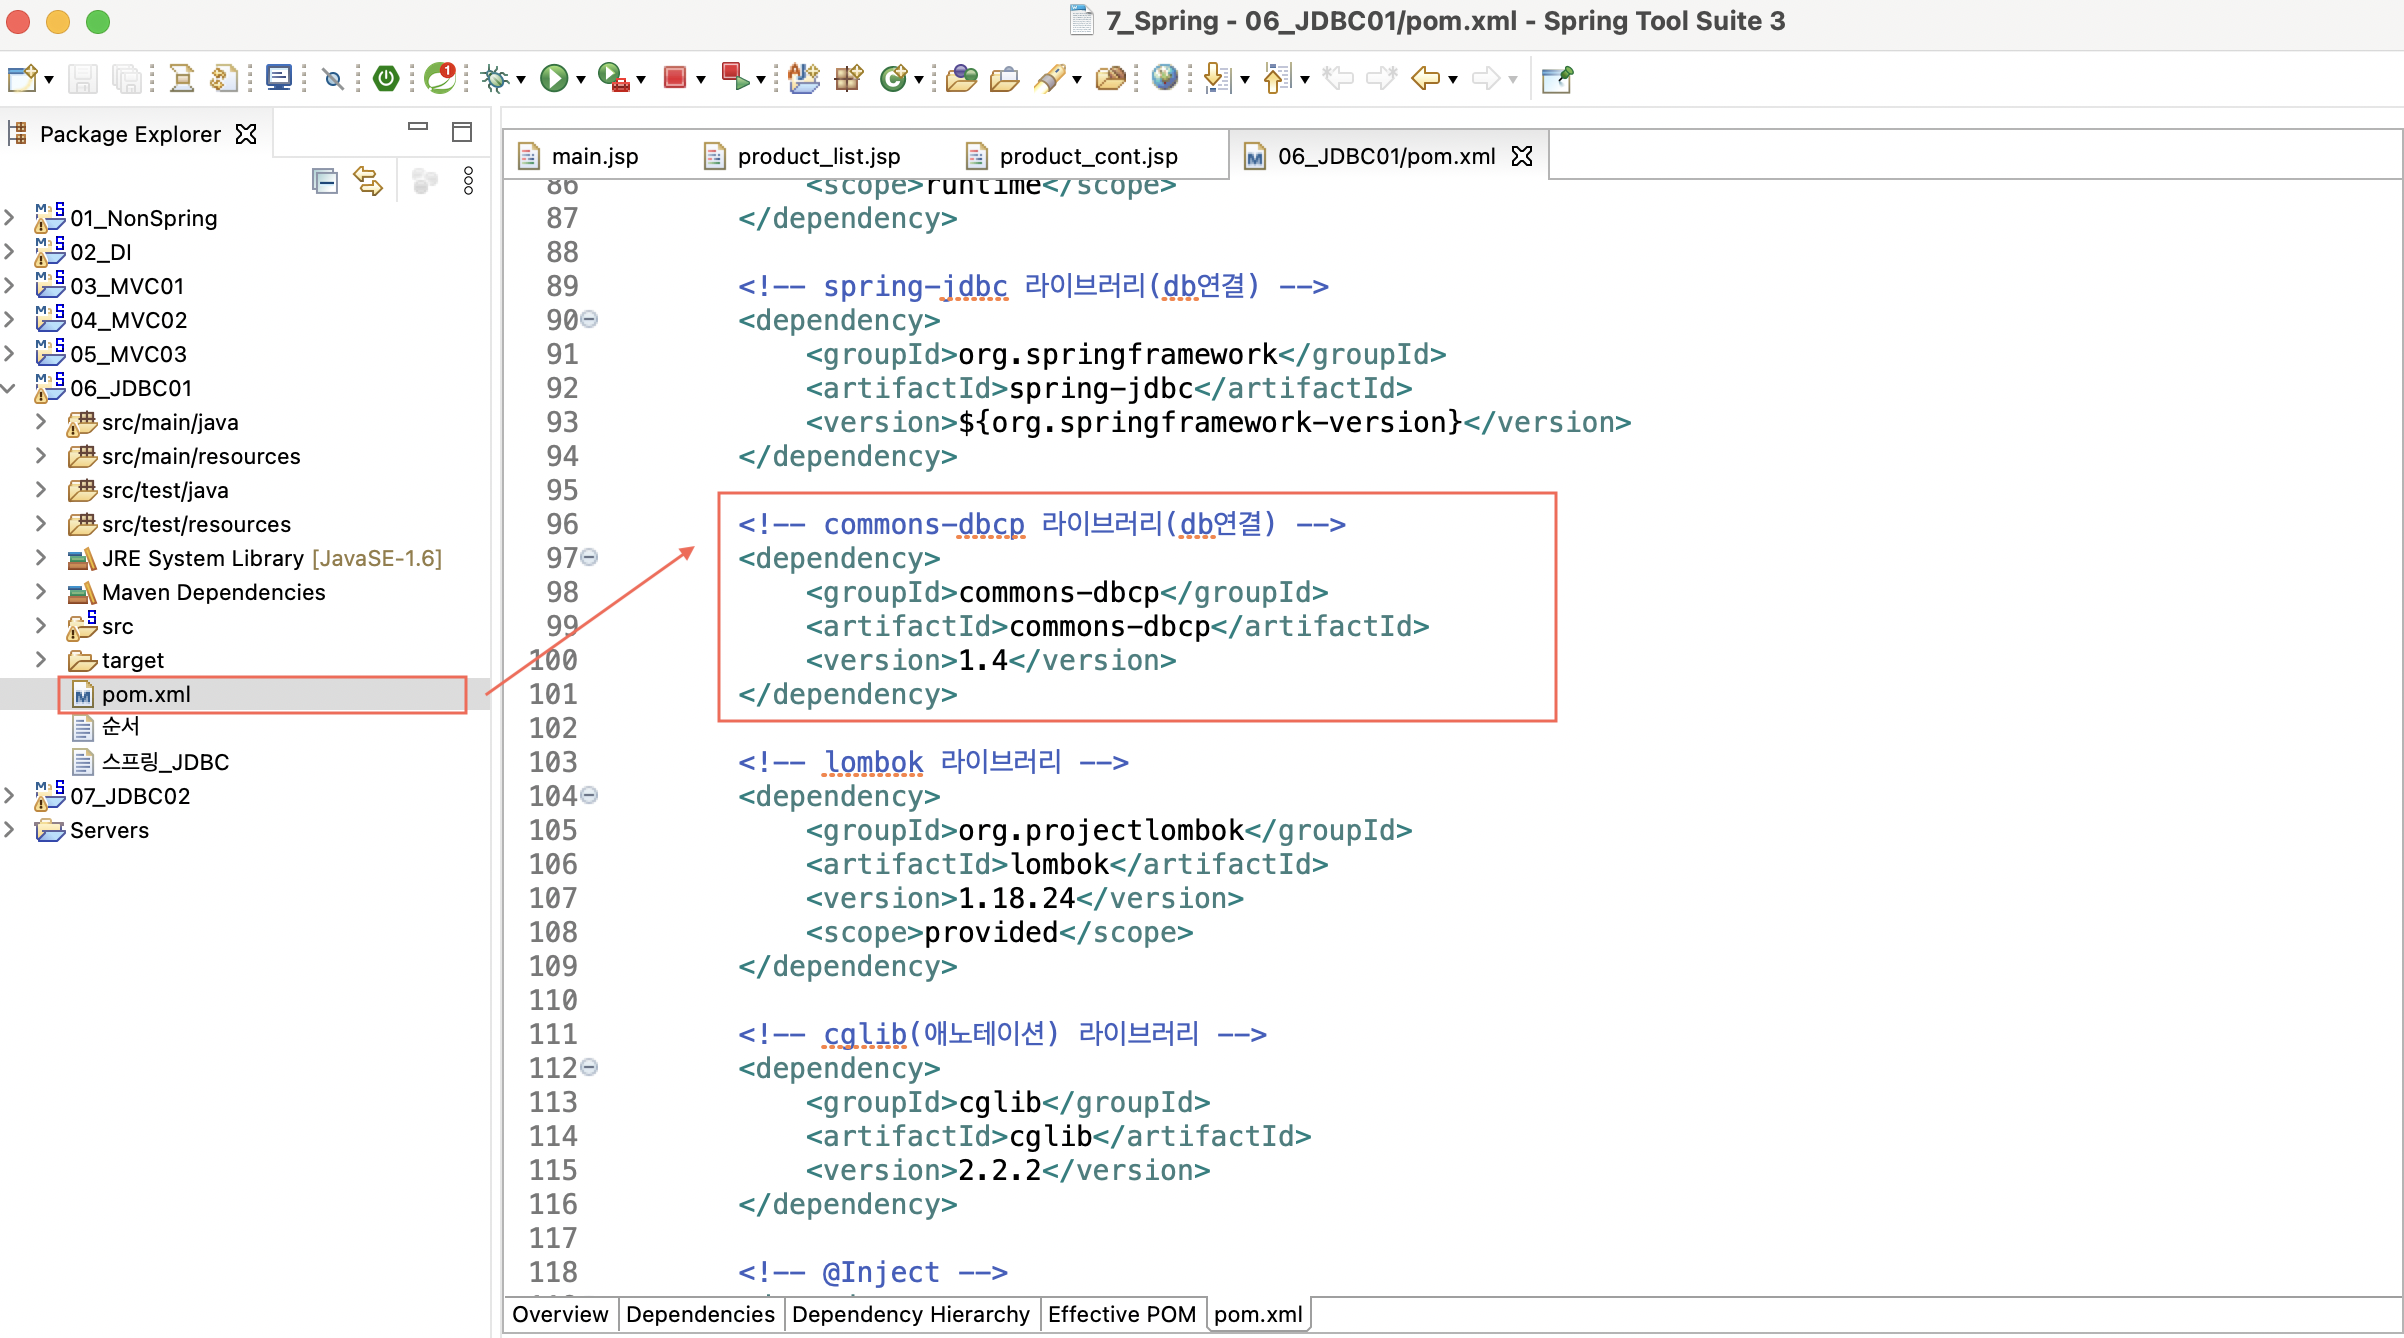 7_Spring - 06_JDBC01/pom.xml - Spring Tool Suite 3
1
Package Explorer
main.jsp
product_list.jsp
product_cont.jsp
06_JDBC01/pom.xml
01_NonSpring
02_DI
03_MVC01
04_MVC02
05_MVC03
06_JDBC01
src/main/java
src/main/resources
src/test/java
src/test/resources
JRE System Library [JavaSE-1.6]
Maven Dependencies
src
target
pom.xml
순서
스프링_JDBC
07_JDBC02
Servers
86 <scope>runtime</scope>
87 </dependency>
88
89 <!-- spring-jdbc 라이브러리(db연결) -->
90 <dependency>
91 <groupId>org.springframework</groupId>
92 <artifactId>spring-jdbc</artifactId>
93 <version>${org.springframework-version}</version>
94 </dependency>
95
96 <!-- commons-dbcp 라이브러리(db연결) -->
97 <dependency>
98 <groupId>commons-dbcp</groupId>
99 <artifactId>commons-dbcp</artifactId>
100 <version>1.4</version>
101 </dependency>
102
103 <!-- lombok 라이브러리 -->
104 <dependency>
105 <groupId>org.projectlombok</groupId>
106 <artifactId>lombok</artifactId>
107 <version>1.18.24</version>
108 <scope>provided</scope>
109 </dependency>
110
111 <!-- cglib(애노테이션) 라이브러리 -->
112 <dependency>
113 <groupId>cglib</groupId>
114 <artifactId>cglib</artifactId>
115 <version>2.2.2</version>
116 </dependency>
117
118 <!-- @Inject -->
Overview
Dependencies
Dependency Hierarchy
Effective POM
pom.xml